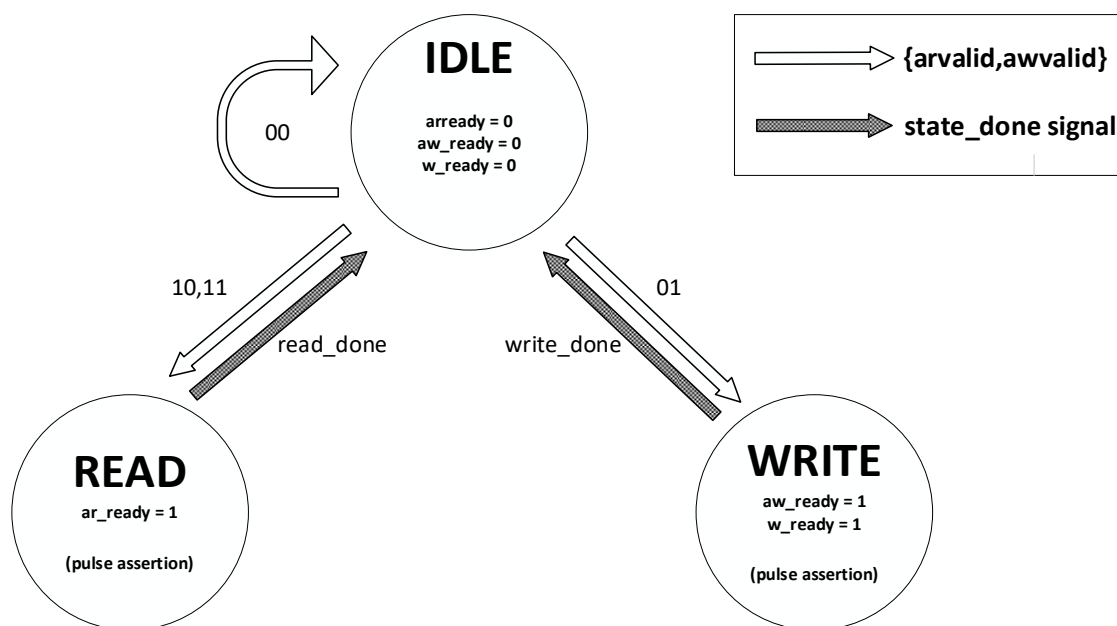 IDLE
arready = 0
aw_ready = 0
w_ready = 0
{arvalid,awvalid}
state_done signal
00
10,11
read_done
01
write_done
READ
ar_ready = 1
(pulse assertion)
WRITE
aw_ready = 1
w_ready = 1
(pulse assertion)